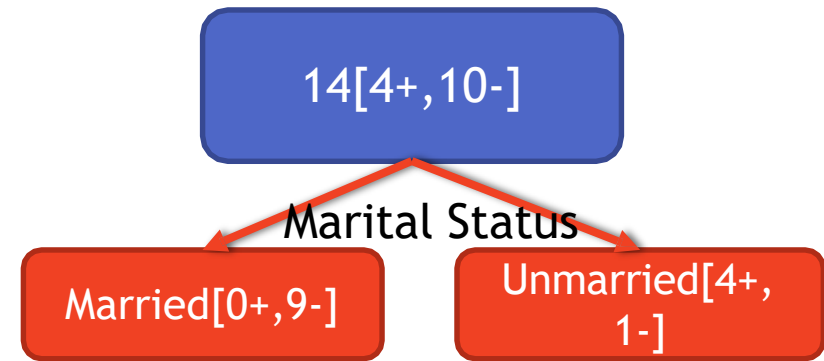 14[4+,10-]
Marital Status
Married[0+,9-]
Unmarried[4+,
1-]